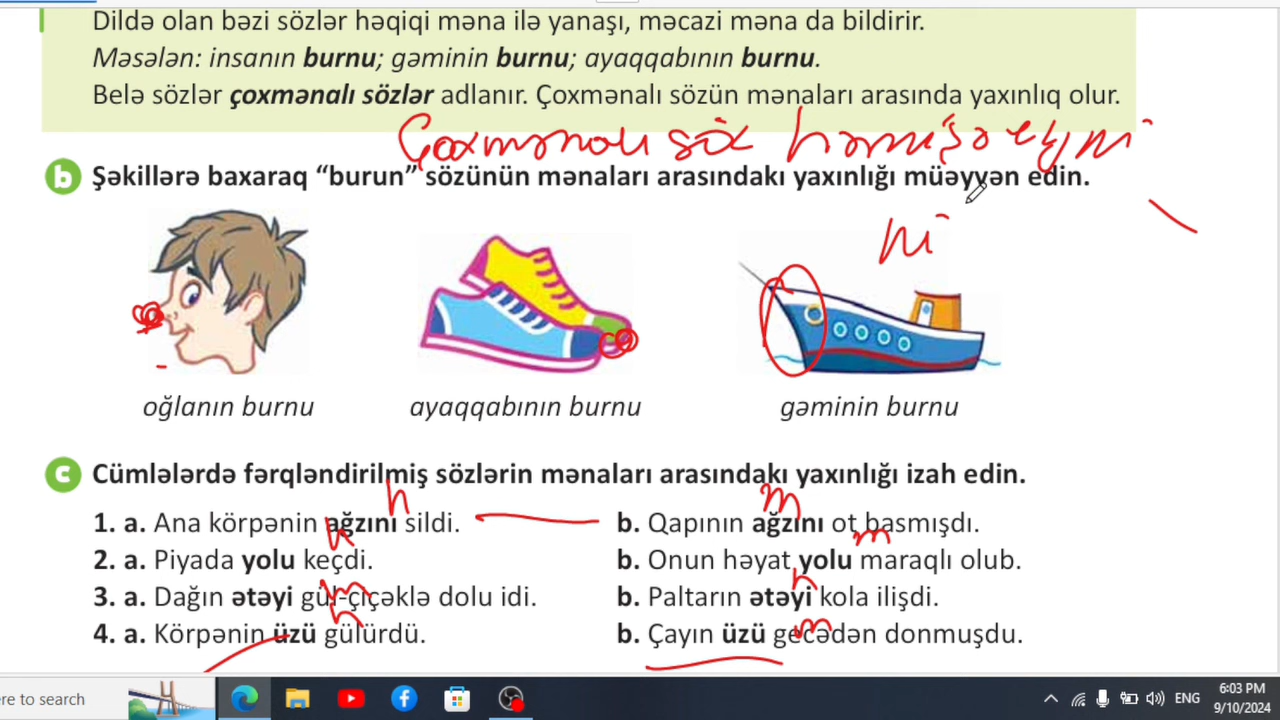 Dildə olan bəzi sözlər həqiqi məna ilə yanaşı, məcazi məna da bildirir.
Məsələn: insanın burnu; gəminin burnu; ayaqqabının burnu.
Belə sözlər çoxmənalı sözlər adlanır. Çoxmənalı sözün mənaları arasında yaxınlıq olur.
Çoxmənalı söz həmişə eyni
b Şəkillərə baxaraq “burun” sözünün mənaları arasındakı yaxınlığı müəyyən edin.
ni
oğlanın burnu ayaqqabının burnu gəminin burnu
c Cümlələrdə fərqləndirilmiş sözlərin mənaları arasındakı yaxınlığı izah edin.
h m
1. a. Ana körpənin ağzını sildi. b. Qapının ağzını ot basmışdı.
h m
2. a. Piyada yolu keçdi. b. Onun həyat yolu maraqlı olub.
m h
3. a. Dağın ətəyi gül-çiçəklə dolu idi. b. Paltarın ətəyi kola ilişdi.
h m
4. a. Körpənin üzü gülürdü. b. Çayın üzü gecədən donmuşdu.
re to search
ENG
6:03 PM
9/10/2024